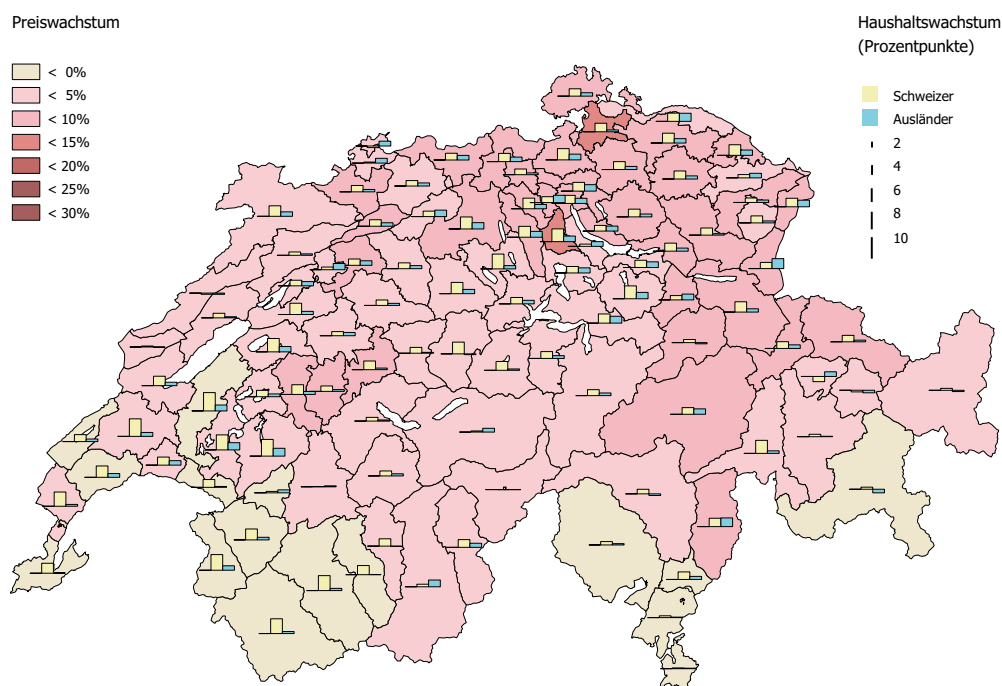 Preiswachstum
< 0%
< 5%
< 10%
< 15%
< 20%
< 25%
< 30%
Haushaltswachstum
(Prozentpunkte)
Schweizer
Ausländer
2
4
6
8
10